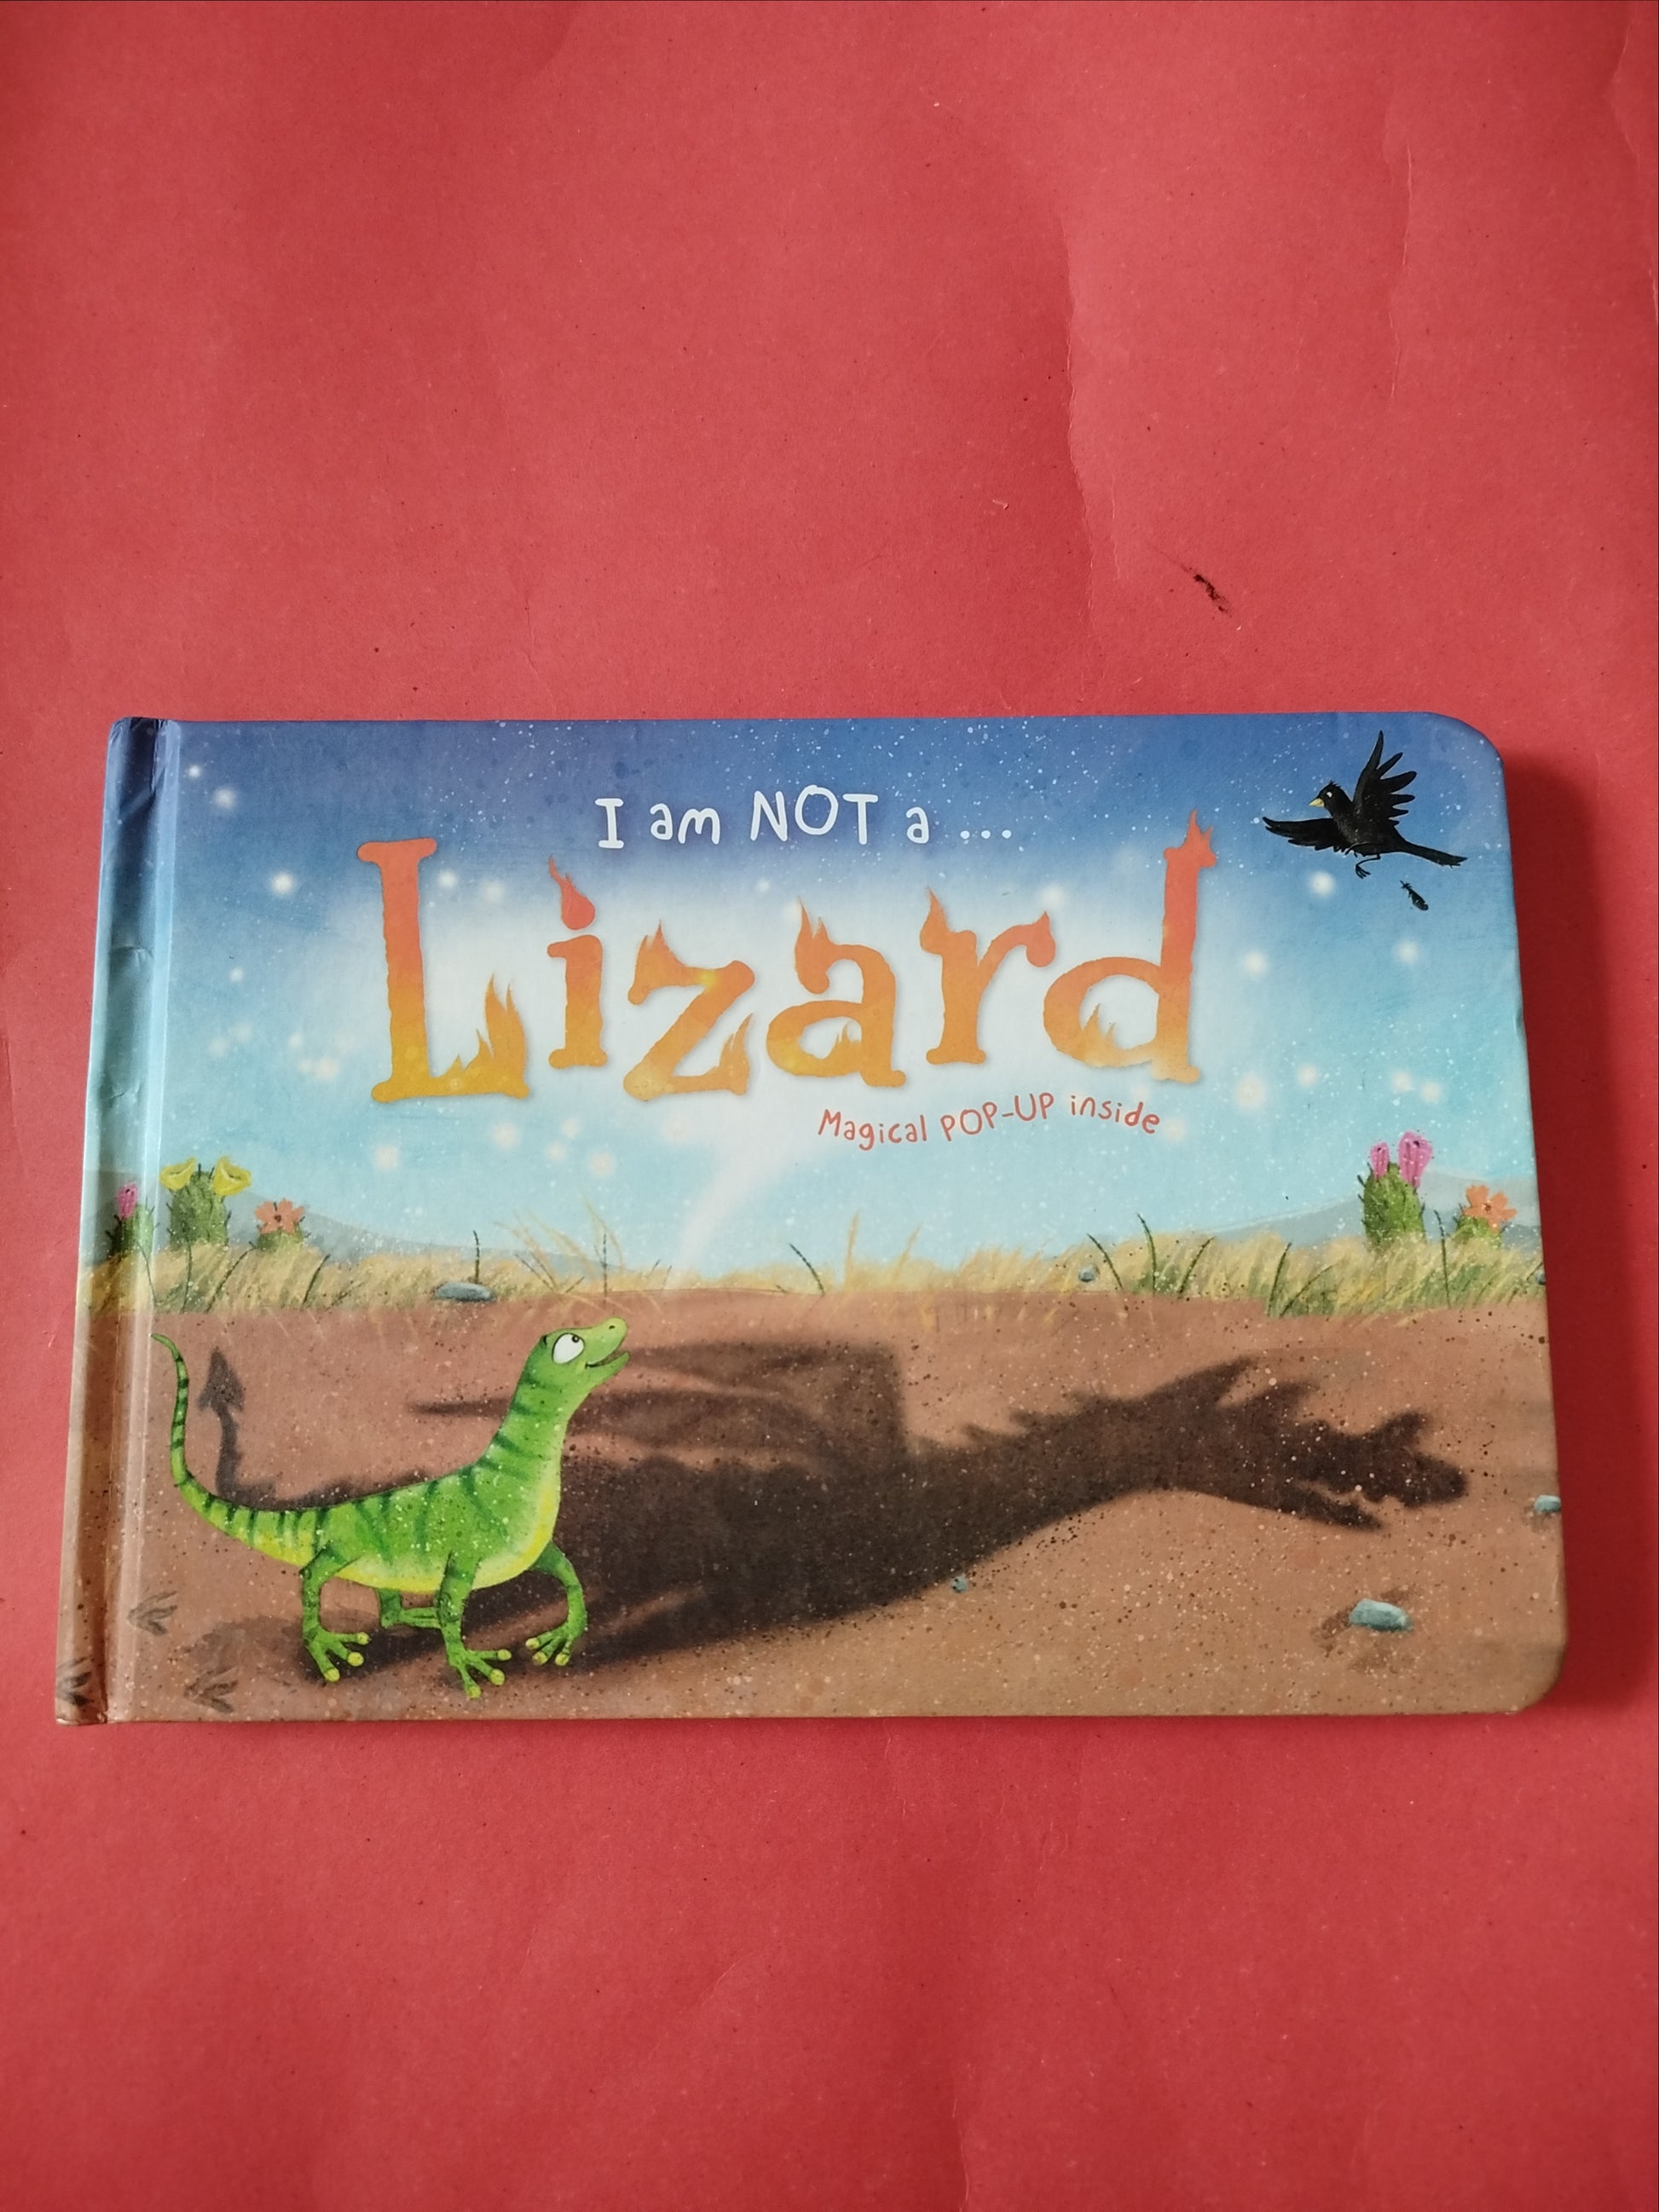 I am NOT a ...
Lizard
Magical POP-UP inside